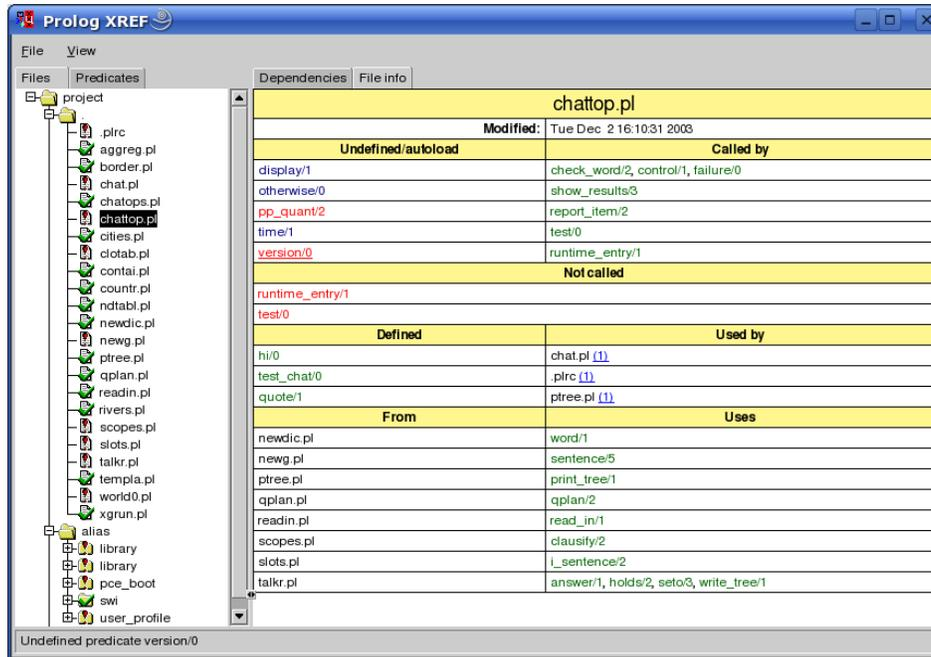 Prolog XREF
File View
Files Predicates
project
.
.plrc
aggreg.pl
border.pl
chat.pl
chatops.pl
chattop.pl
cities.pl
clotab.pl
contai.pl
countr.pl
ndtabl.pl
newdic.pl
newg.pl
ptree.pl
qplan.pl
readin.pl
rivers.pl
scopes.pl
slots.pl
talkr.pl
templa.pl
world0.pl
xgrun.pl
alias
library
library
pce_boot
swi
user_profile
Dependencies File info
chattop.pl
Modified: Tue Dec 2 16:10:31 2003
Undefined/autoload Called by
display/1 check_word/2, control/1, failure/0
otherwise/0 show_results/3
pp_quant/2 report_item/2
time/1 test/0
version/0 runtime_entry/1
Not called
runtime_entry/1
test/0
Defined Used by
hi/0 chat.pl (1)
test_chat/0 .plrc (1)
quote/1 ptree.pl (1)
From Uses
newdic.pl word/1
newg.pl sentence/5
ptree.pl print_tree/1
qplan.pl qplan/2
readin.pl read_in/1
scopes.pl clausify/2
slots.pl i_sentence/2
talkr.pl answer/1, holds/2, seto/3, write_tree/1
Undefined predicate version/0